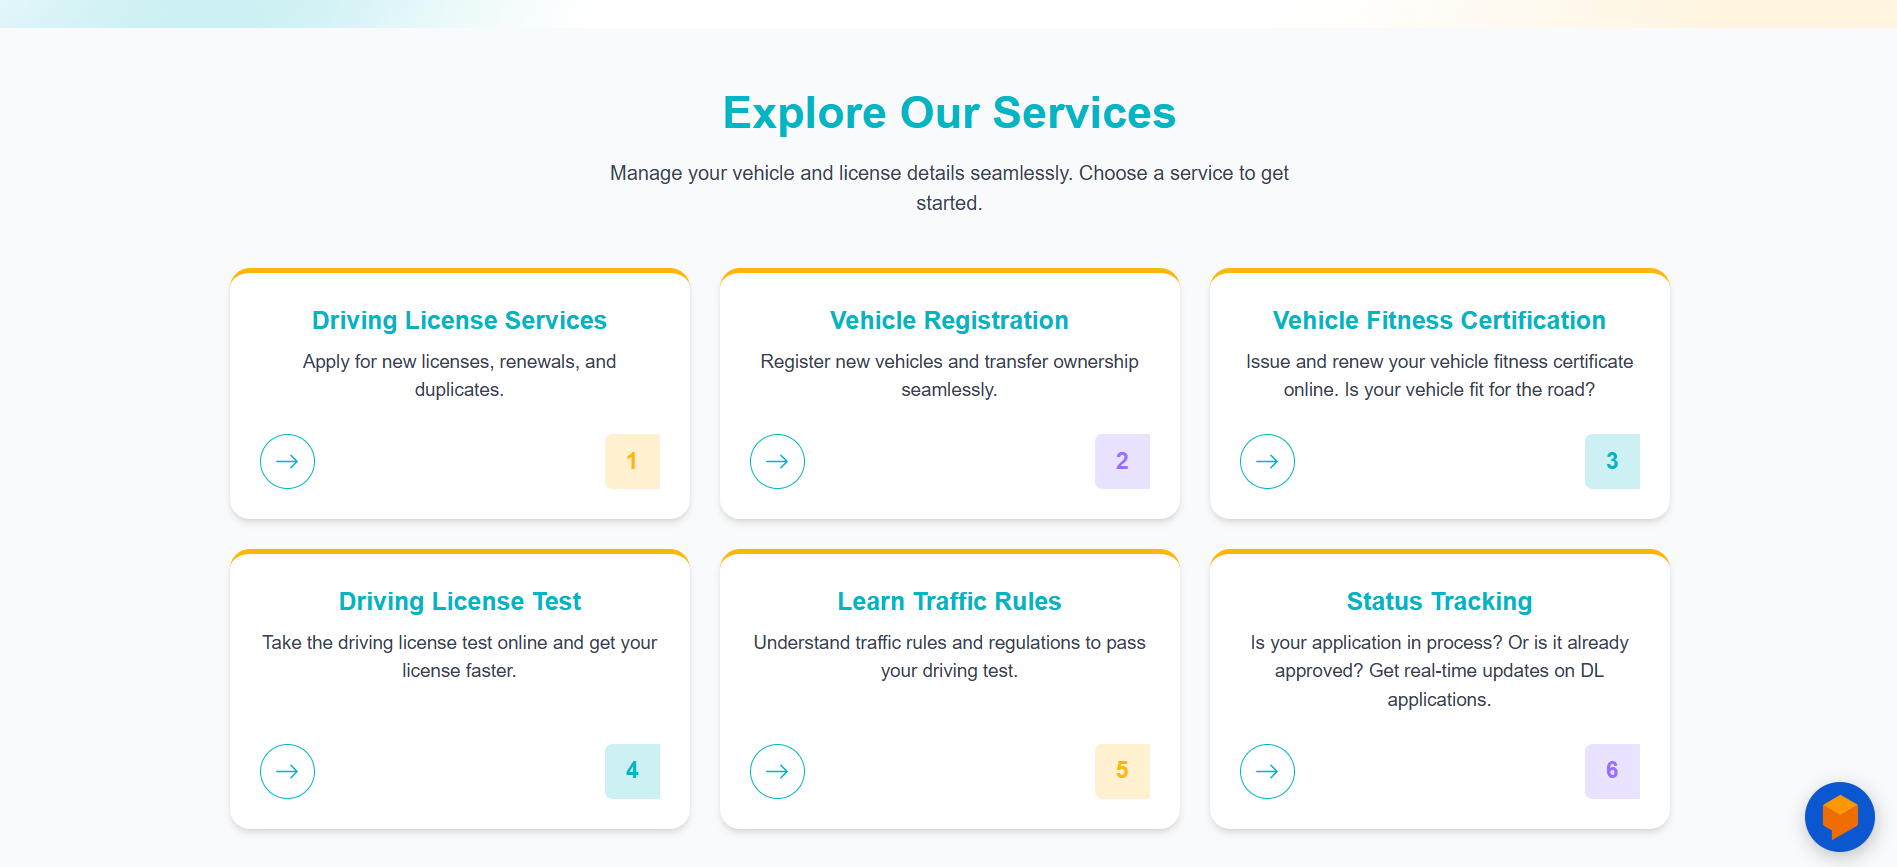 Explore Our Services
Manage your vehicle and license details seamlessly. Choose a service to get
started.
Driving License Services
Apply for new licenses, renewals, and
duplicates.
1
Vehicle Registration
Register new vehicles and transfer ownership
seamlessly.
2
Vehicle Fitness Certification
Issue and renew your vehicle fitness certificate
online. Is your vehicle fit for the road?
3
Driving License Test
Take the driving license test online and get your
license faster.
4
Learn Traffic Rules
Understand traffic rules and regulations to pass
your driving test.
5
Status Tracking
Is your application in process? Or is it already
approved? Get real-time updates on DL
applications.
6